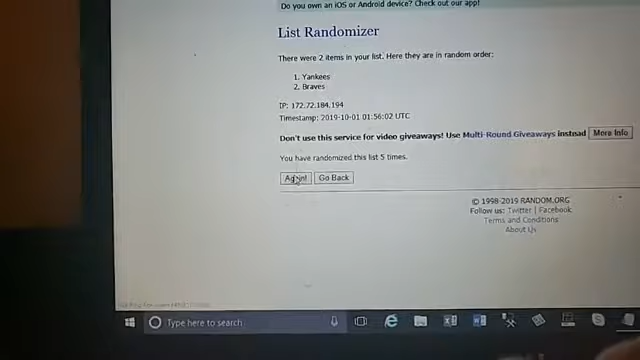 Do you own an iOS or Android device? Check out our app!
List Randomizer
There were 2 items in your list. Here they are in random order:
1. Yankees
2. Braves
IP: 172.72.184.194
Timestamp: 2019-10-01 01:56:02 UTC
Don't use this service for video giveaways! Use Multi-Round Giveaways instead More Info
You have randomized this list 5 times.
Again! Go Back
© 1998-2019 RANDOM.ORG
Follow us: Twitter | Facebook
Terms and Conditions
About Us
Type here to search